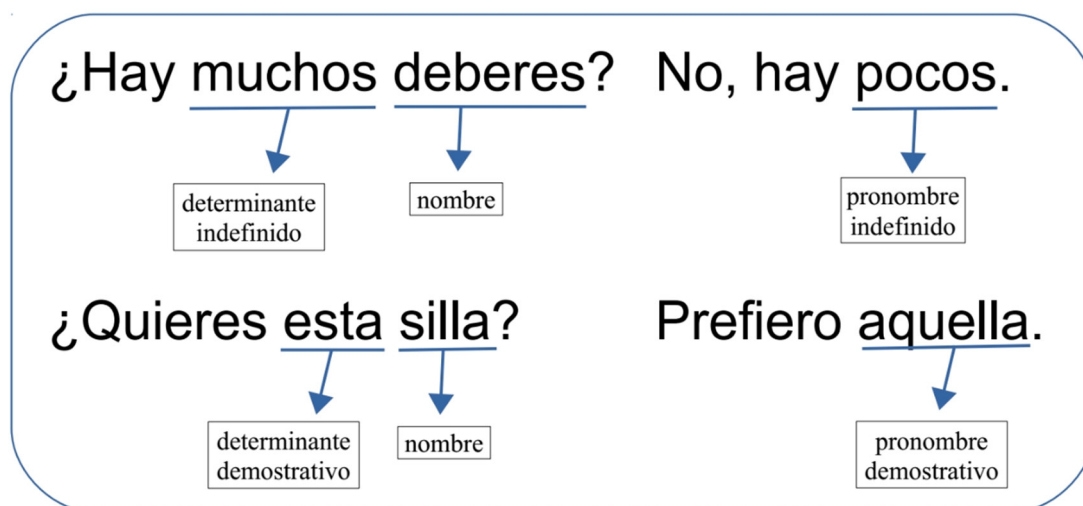 ¿Hay muchos deberes? No, hay pocos.
determinante
indefinido
nombre
pronombre
indefinido
¿Quieres esta silla? Prefiero aquella.
determinante
demostrativo
nombre
pronombre
demostrativo